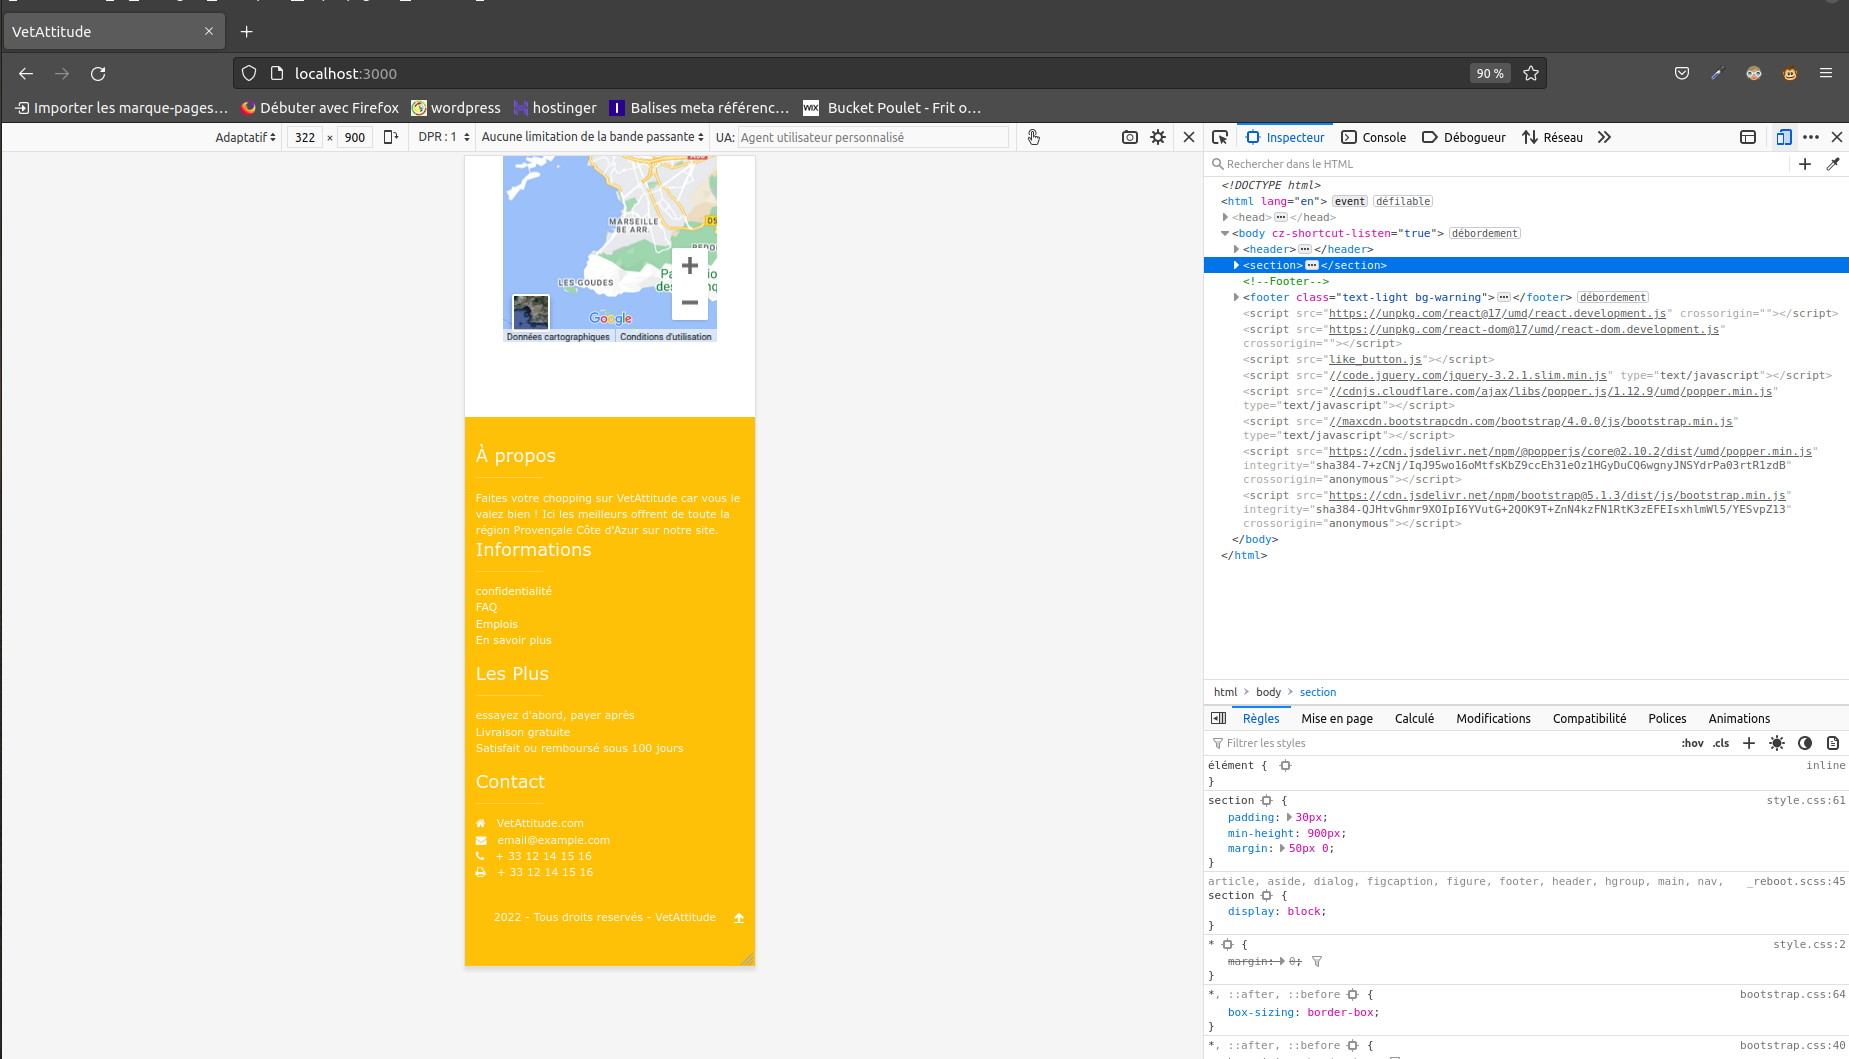 VetAttitude
localhost:3000
90 %
Importer les marque-pages…
Débuter avec Firefox
wordpress
hostinger
Balises meta référenc…
WIX Bucket Poulet - Frit o…
Adaptatif
322 × 900
DPR : 1
Aucune limitation de la bande passante
UA: Agent utilisateur personnalisé
MARSEILLE
8E ARR.
LES GOUDES
Google
Données cartographiques
Conditions d'utilisation
À propos
Faites votre chopping sur VetAttitude car vous le
valez bien ! Ici les meilleurs offrent de toute la
région Provençale Côte d'Azur sur notre site.
Informations
confidentialité
FAQ
Emplois
En savoir plus
Les Plus
essayez d'abord, payer après
Livraison gratuite
Satisfait ou remboursé sous 100 jours
Contact
VetAttitude.com
email@example.com
+ 33 12 14 15 16
+ 33 12 14 15 16
2022 - Tous droits reservés - VetAttitude
Inspecteur
Console
Débogueur
Réseau
Rechercher dans le HTML
<!DOCTYPE html>
<html lang="en"> event défilable
<head> ••• </head>
<body cz-shortcut-listen="true"> débordement
<header> ••• </header>
<section> ••• </section>
<!--Footer-->
<footer class="text-light bg-warning"> ••• </footer> débordement
<script src="https://unpkg.com/react@17/umd/react.development.js" crossorigin=""></script>
<script src="https://unpkg.com/react-dom@17/umd/react-dom.development.js"
crossorigin=""></script>
<script src="like_button.js"></script>
<script src="//code.jquery.com/jquery-3.2.1.slim.min.js" type="text/javascript"></script>
<script src="//cdnjs.cloudflare.com/ajax/libs/popper.js/1.12.9/umd/popper.min.js"
type="text/javascript"></script>
<script src="//maxcdn.bootstrapcdn.com/bootstrap/4.0.0/js/bootstrap.min.js"
type="text/javascript"></script>
<script src="https://cdn.jsdelivr.net/npm/@popperjs/core@2.10.2/dist/umd/popper.min.js"
integrity="sha384-7+zCNj/IqJ95wo16oMtfsKbZ9ccEh31eOz1HGyDuCQ6wgnyJNSYdrPa03rtR1zdB"
crossorigin="anonymous"></script>
<script src="https://cdn.jsdelivr.net/npm/bootstrap@5.1.3/dist/js/bootstrap.min.js"
integrity="sha384-QJHtvGhmr9XOIpI6YVutG+2QOK9T+ZnN4kzFN1RtK3zEFEIsxhlmWl5/YESvpZ13"
crossorigin="anonymous"></script>
</body>
</html>
html > body > section
Règles
Mise en page
Calculé
Modifications
Compatibilité
Polices
Animations
Filtrer les styles
:hov .cls
élément { inline
}
section { style.css:61
padding: 30px;
min-height: 900px;
margin: 50px 0;
}
article, aside, dialog, figcaption, figure, footer, header, hgroup, main, nav, _reboot.scss:45
section {
display: block;
}
* { style.css:2
margin: 0;
}
*, ::after, ::before { bootstrap.css:64
box-sizing: border-box;
}
*, ::after, ::before { bootstrap.css:40